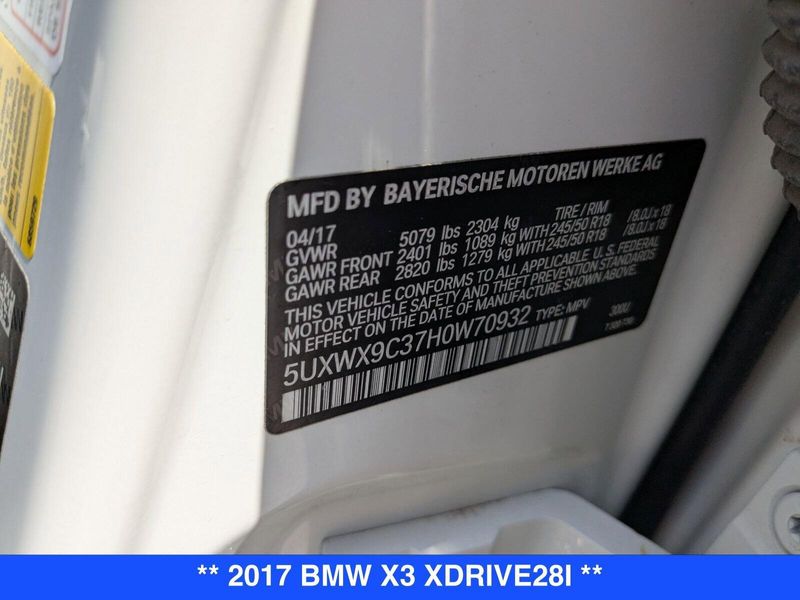 MFD BY BAYERISCHE MOTOREN WERKE AG
04/17 TIRE / RIM
GVWR 5079 lbs 2304 kg
GAWR FRONT 2401 lbs 1089 kg WITH 245/50 R18 /8.0J x 18
GAWR REAR 2820 lbs 1279 kg WITH 245/50 R18 /8.0J x 18
THIS VEHICLE CONFORMS TO ALL APPLICABLE U.S. FEDERAL
MOTOR VEHICLE SAFETY AND THEFT PREVENTION STANDARDS
IN EFFECT ON THE DATE OF MANUFACTURE SHOWN ABOVE.
5UXWX9C37H0W70932 TYPE: MPV 300U
** 2017 BMW X3 XDRIVE28I **